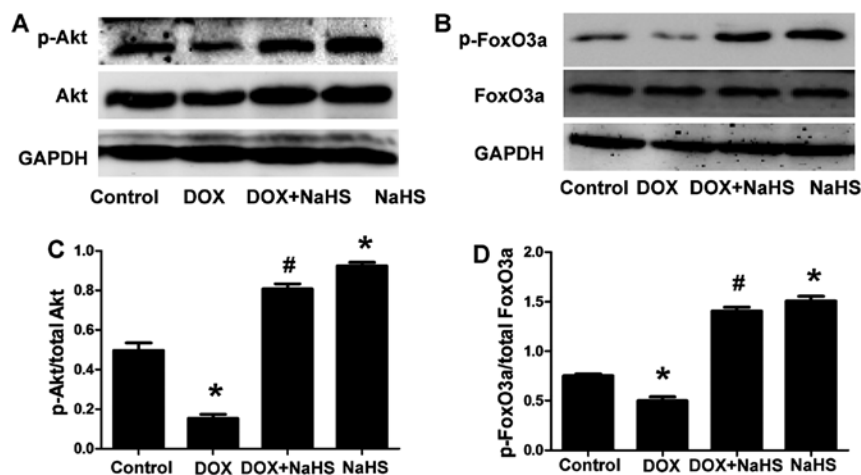 A
p-Akt
Akt
GAPDH
Control DOX DOX+NaHS NaHS
B
p-FoxO3a
FoxO3a
GAPDH
Control DOX DOX+NaHS NaHS
C
p-Akt/total Akt
1.0
0.8
0.6
0.4
0.2
0.0
*
#
*
Control DOX DOX+NaHS NaHS
D
p-FoxO3a/total FoxO3a
2.0
1.5
1.0
0.5
0.0
*
#
*
Control DOX DOX+NaHS NaHS